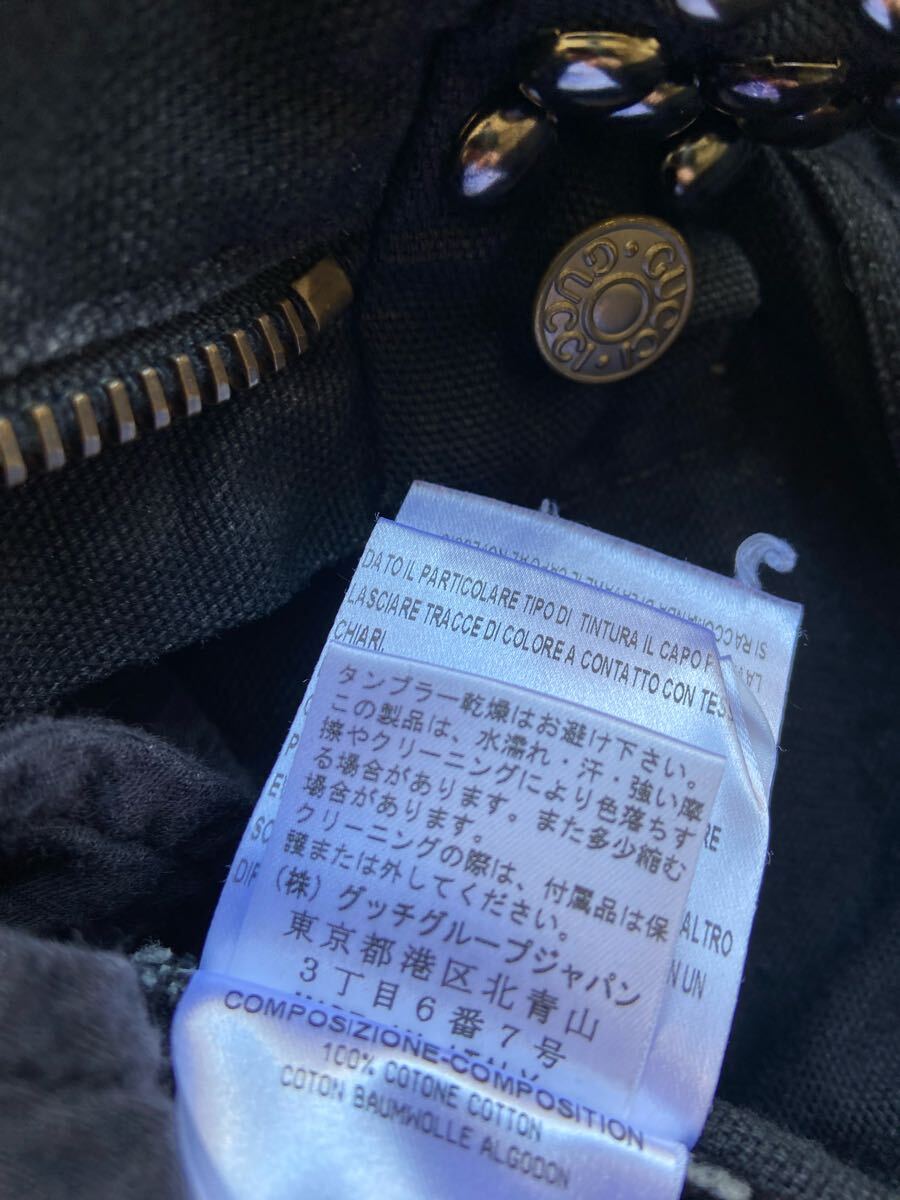 GUCCI · GUCCI ·
DATO IL PARTICOLARE TIPO DI TINTURA IL CAPO
LASCIARE TRACCE DI COLORE A CONTATTO CON
CHIARI.
タンブラー乾燥はお避け下さい。
この製品は、水濡れ・汗・強い摩
擦やクリーニングにより色落ちす
る場合があります。また多少縮む
場合があります。
クリーニングの際は、付属品は保
護または外してください。
(株)グッチグループジャパン
東京都港区北青山
3丁目6番7号
ALTRO
UN
COMPOSIZIONE-COMPOSITION
100% COTONE COTTON
COTON BAUMWOLLE ALGODON